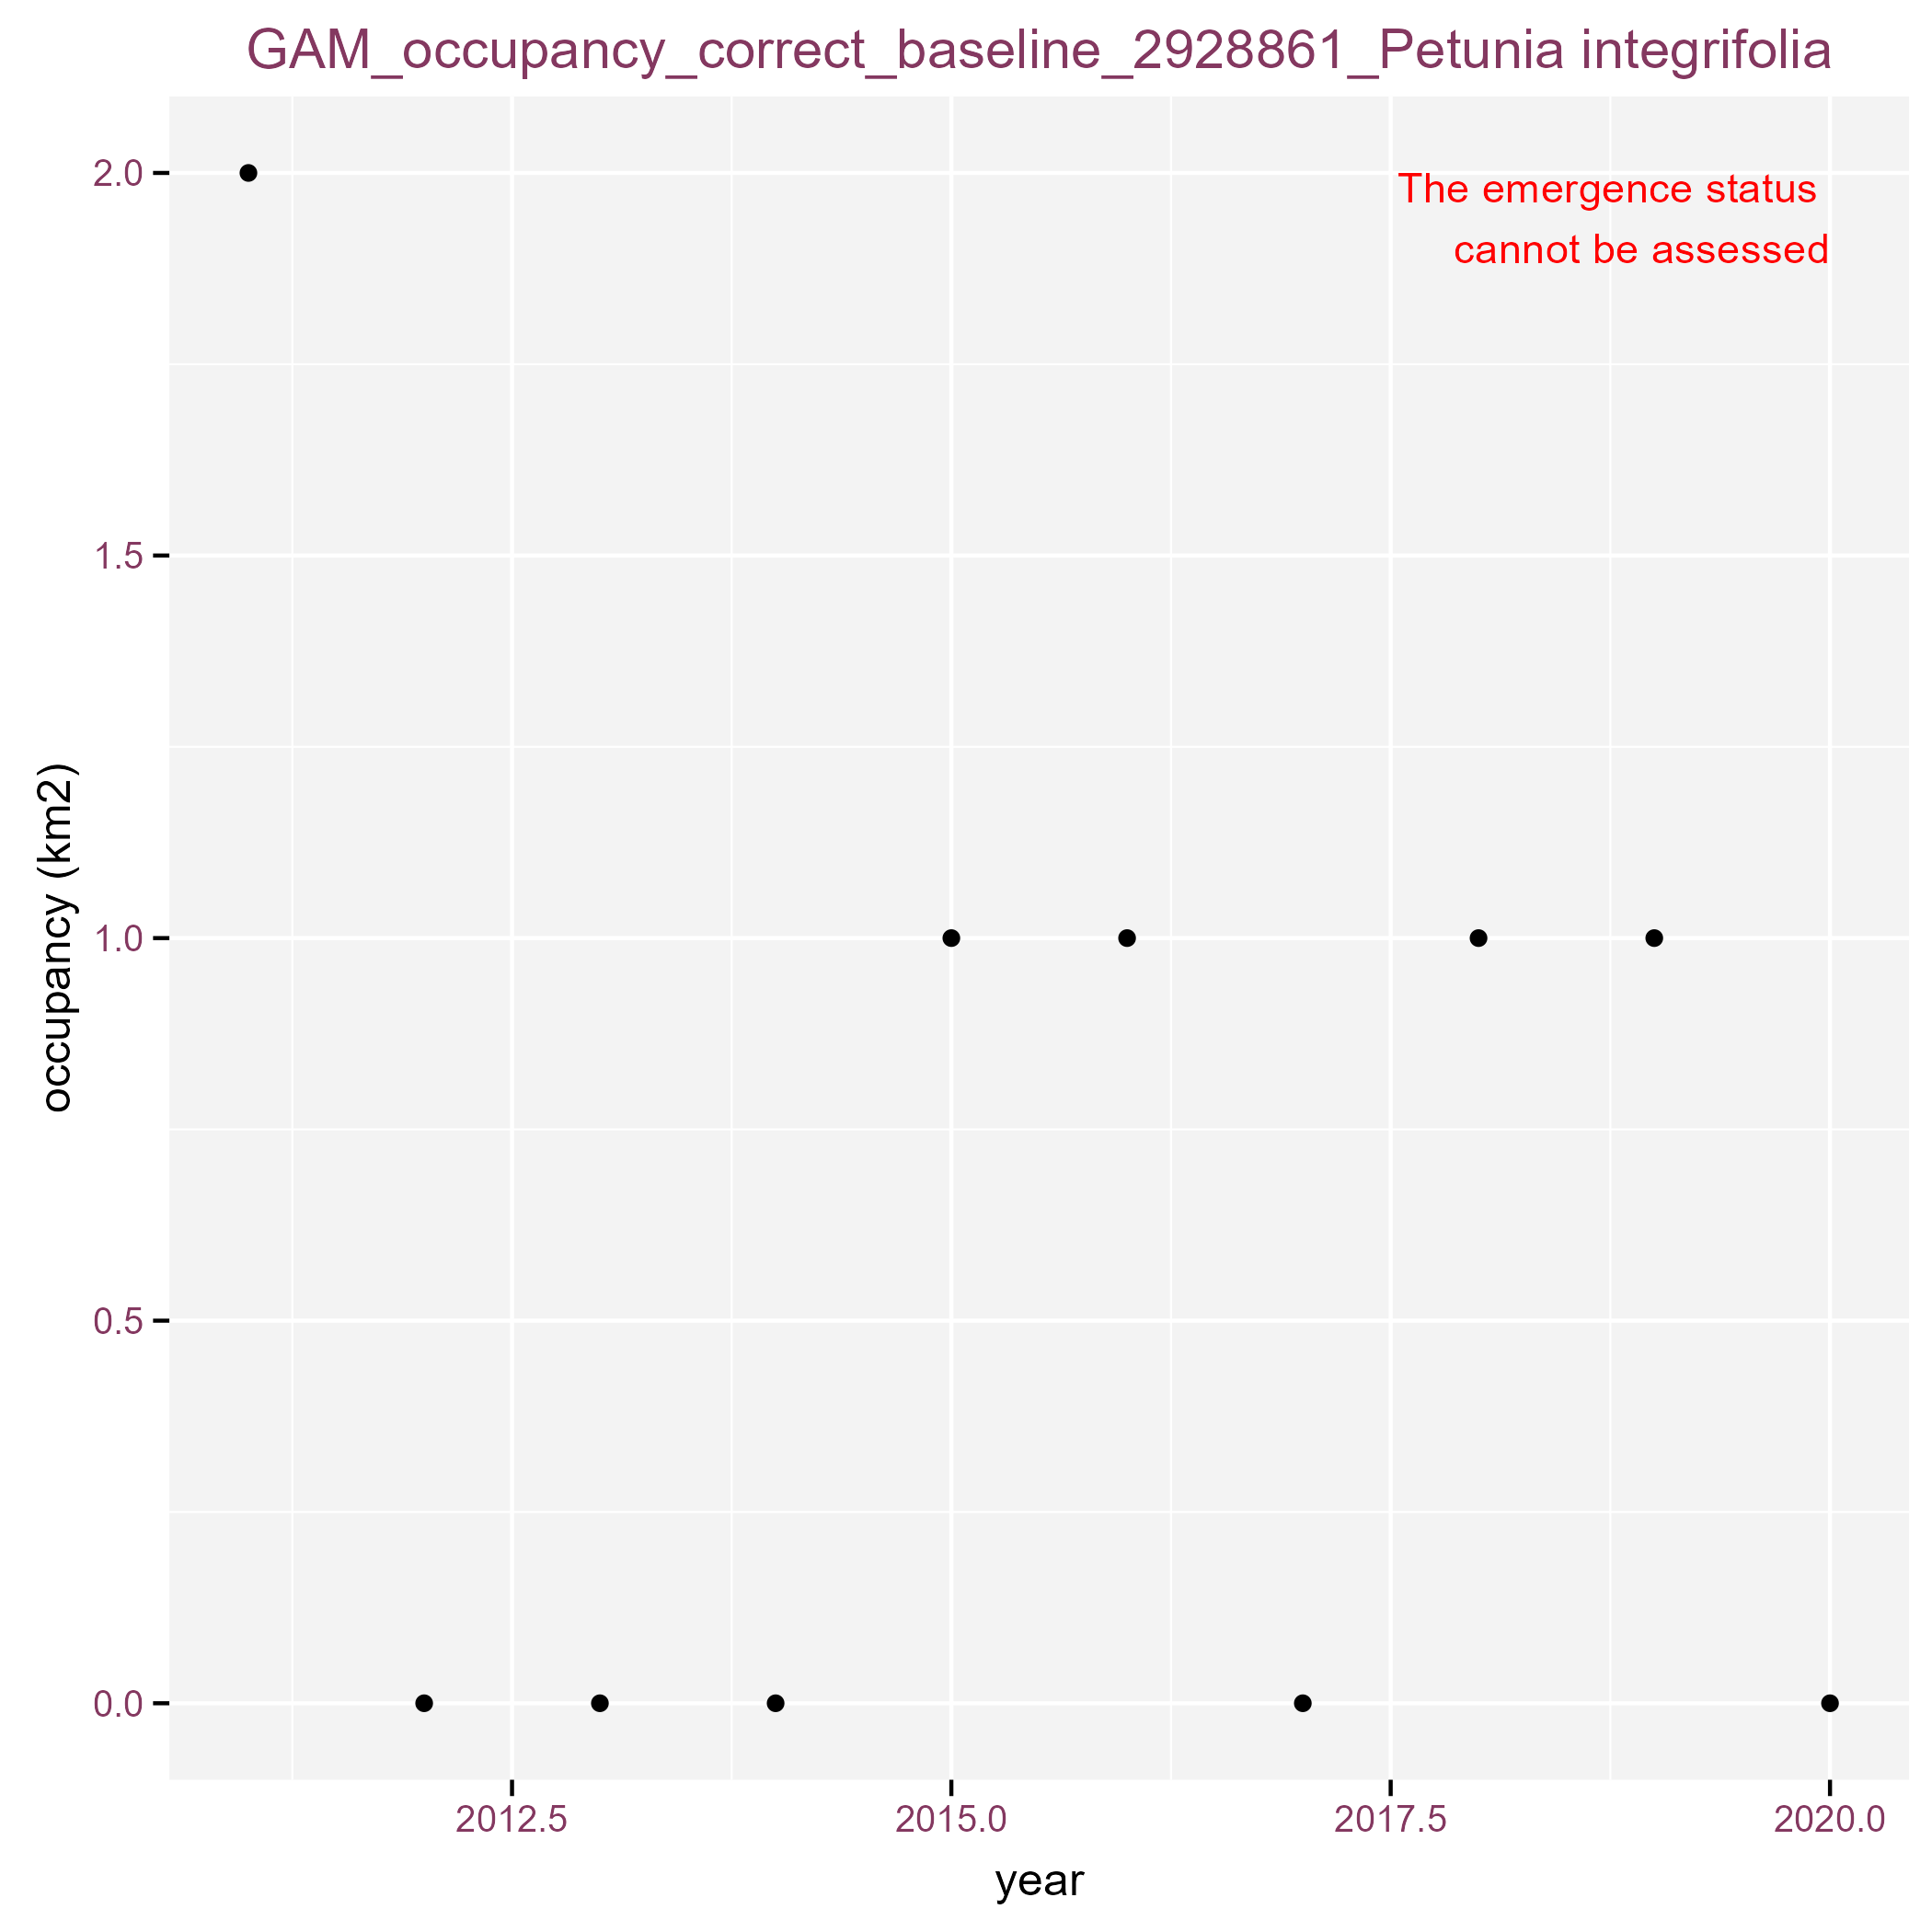 GAM_occupancy_correct_baseline_2928861_Petunia integrifolia
The emergence status
cannot be assessed
2.0
1.5
1.0
0.5
0.0
occupancy (km2)
2012.5
2015.0
2017.5
2020.0
year